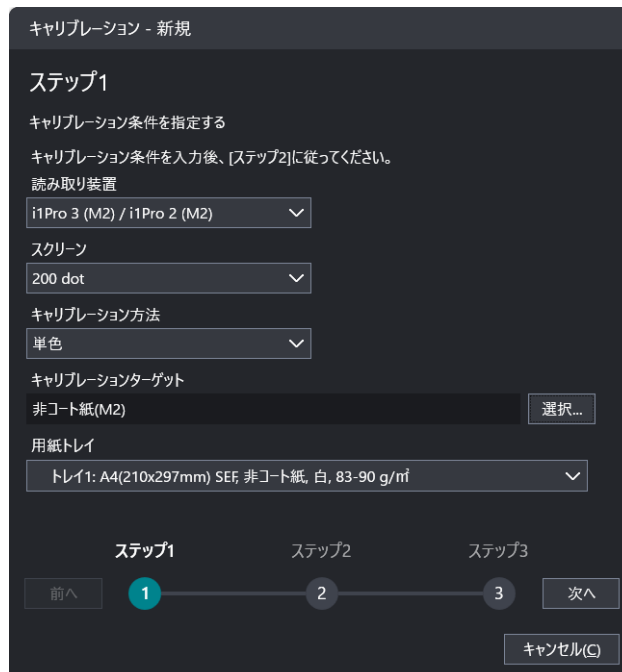 キャリブレーション - 新規
ステップ1
キャリブレーション条件を指定する
キャリブレーション条件を入力後、[ステップ2]に従ってください。
読み取り装置
i1Pro 3 (M2) / i1Pro 2 (M2)
スクリーン
200 dot
キャリブレーション方法
単色
キャリブレーションターゲット
非コート紙(M2)
選択...
用紙トレイ
トレイ1: A4(210x297mm) SEF, 非コート紙, 白, 83-90 g/㎡
ステップ1 ステップ2 ステップ3
前へ 1 2 3 次へ
キャンセル(C)